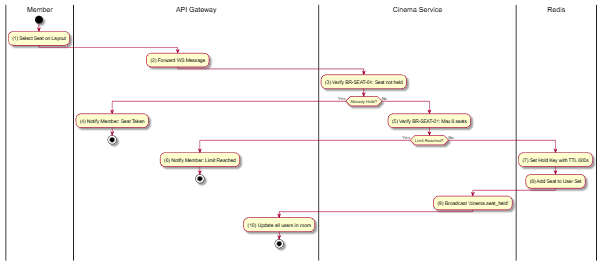 Member
API Gateway
Cinema Service
Redis
(1) Select Seat on Layout
(2) Forward WS Message
(3) Verify BR-SEAT-04: Seat not held
Yes
Already Held?
No
(4) Notify Member: Seat Taken
(5) Verify BR-SEAT-01: Max 8 seats
Yes
Limit Reached?
No
(6) Notify Member: Limit Reached
(7) Set Hold Key with TTL 600s
(8) Add Seat to User Set
(9) Broadcast 'cinema.seat_held'
(10) Update all users in room